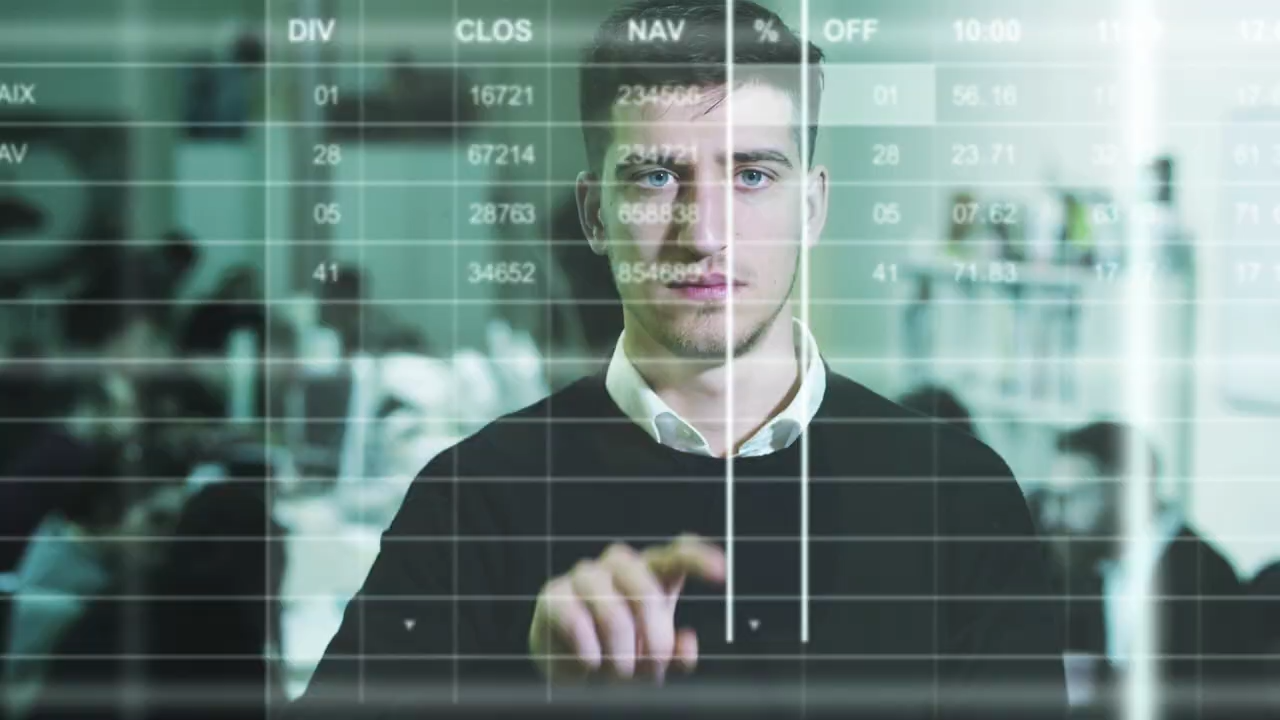 DIV CLOS NAV % OFF 10:00
AIX 01 16721 234566 01 56.16
AV 28 67214 234721 28 23.71
05 28763 658838 05 07.62
41 34652 854689 41 71.83